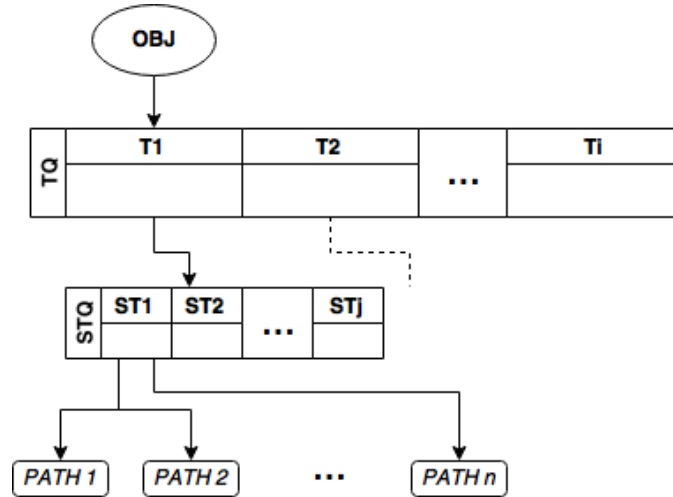 OBJ
TQ T1 T2 ... Ti
STQ ST1 ST2 ... STj
PATH 1 PATH 2 ... PATH n